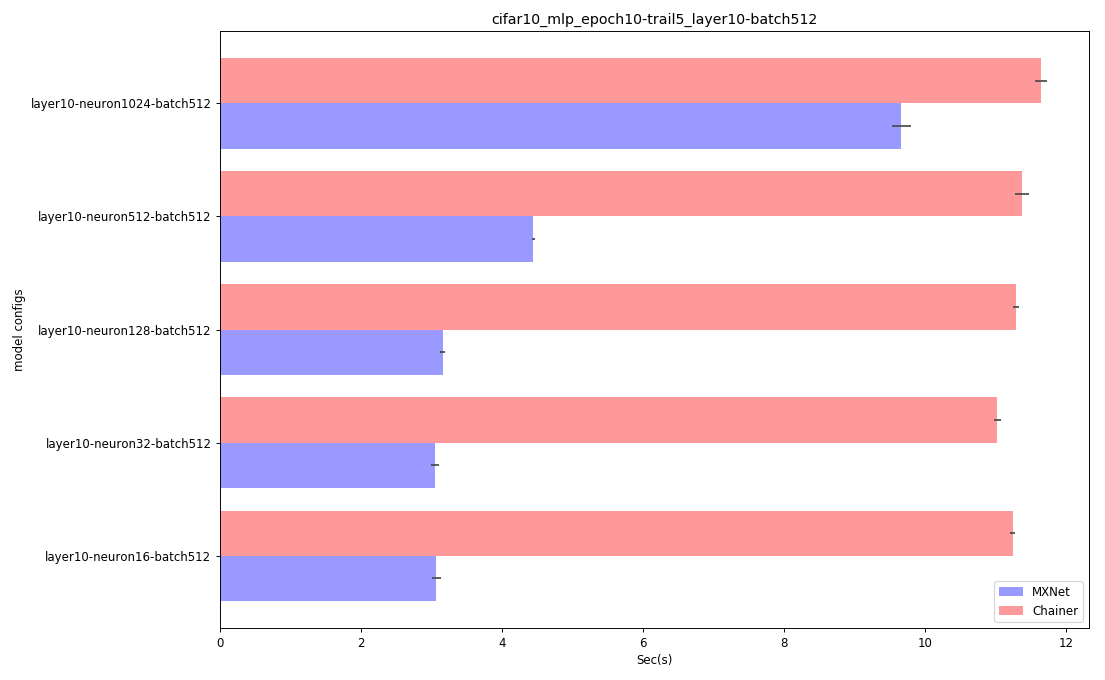 cifar10_mlp_epoch10-trail5_layer10-batch512
layer10-neuron1024-batch512
layer10-neuron512-batch512
layer10-neuron128-batch512
layer10-neuron32-batch512
layer10-neuron16-batch512
model configs
MXNet
Chainer
0 2 4 6 8 10 12
Sec(s)